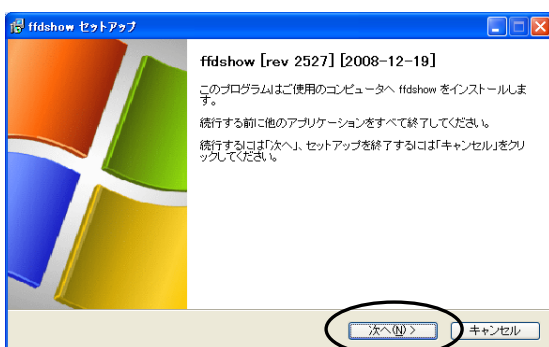 ffdshow セットアップ
ffdshow [rev 2527] [2008-12-19]
このプログラムはご使用のコンピュータへ ffdshow をインストールしま
す。
続行する前に他のアプリケーションをすべて終了してください。
続行するには「次へ」、セットアップを終了するには「キャンセル」をクリ
ックしてください。
次へ(N) >
キャンセル